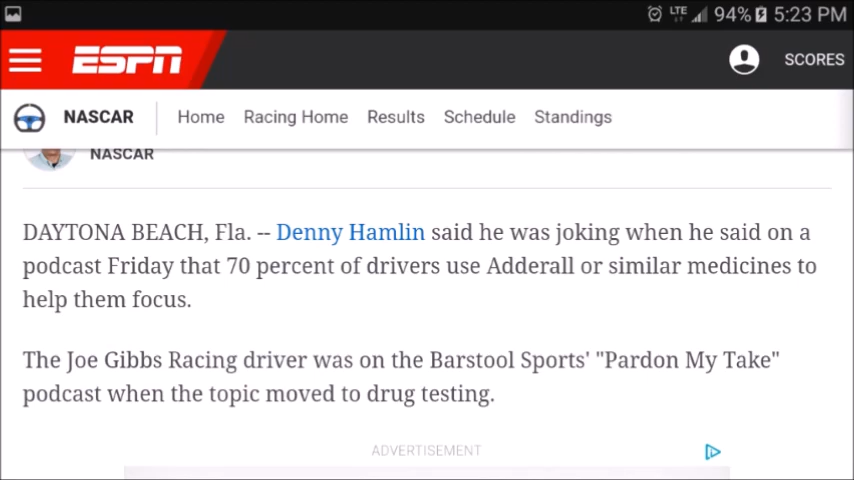 LTE 94% 5:23 PM
ESPN SCORES
NASCAR Home Racing Home Results Schedule Standings
NASCAR
DAYTONA BEACH, Fla. -- Denny Hamlin said he was joking when he said on a
podcast Friday that 70 percent of drivers use Adderall or similar medicines to
help them focus.
The Joe Gibbs Racing driver was on the Barstool Sports' "Pardon My Take"
podcast when the topic moved to drug testing.
ADVERTISEMENT